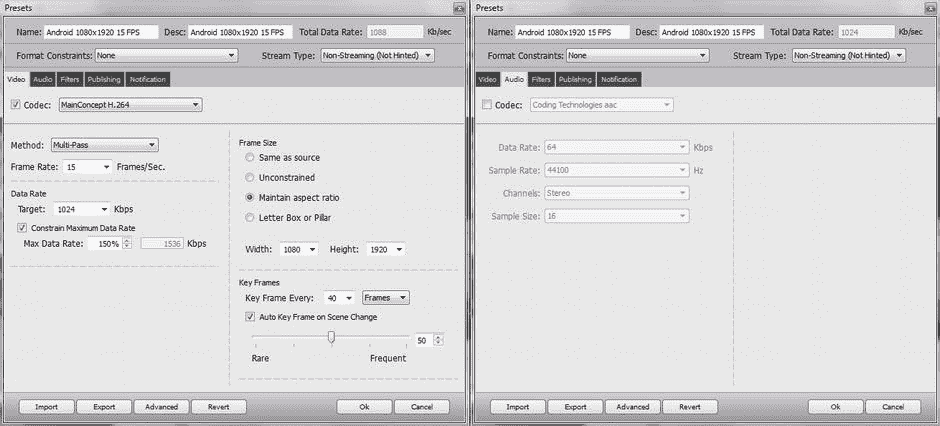 Presets
Name: Android 1080x1920 15 FPS Desc: Android 1080x1920 15 FPS Total Data Rate: 1088 Kb/sec
Format Constraints: None Stream Type: Non-Streaming (Not Hinted)
Video Audio Filters Publishing Notification
Codec: MainConcept H.264
Method: Multi-Pass
Frame Rate: 15 Frames/Sec.
Data Rate
Target: 1024 Kbps
Constrain Maximum Data Rate
Max Data Rate: 150% 1536 Kbps
Frame Size
Same as source
Unconstrained
Maintain aspect ratio
Letter Box or Pillar
Width: 1080 Height: 1920
Key Frames
Key Frame Every: 40 Frames
Auto Key Frame on Scene Change
50
Rare Frequent
Import Export Advanced Revert Ok Cancel
Presets
Name: Android 1080x1920 15 FPS Desc: Android 1080x1920 15 FPS Total Data Rate: 1024 Kb/sec
Format Constraints: None Stream Type: Non-Streaming (Not Hinted)
Video Audio Filters Publishing Notification
Codec: Coding Technologies aac
Data Rate: 64 Kbps
Sample Rate: 44100 Hz
Channels: Stereo
Sample Size: 16
Import Export Advanced Revert Ok Cancel